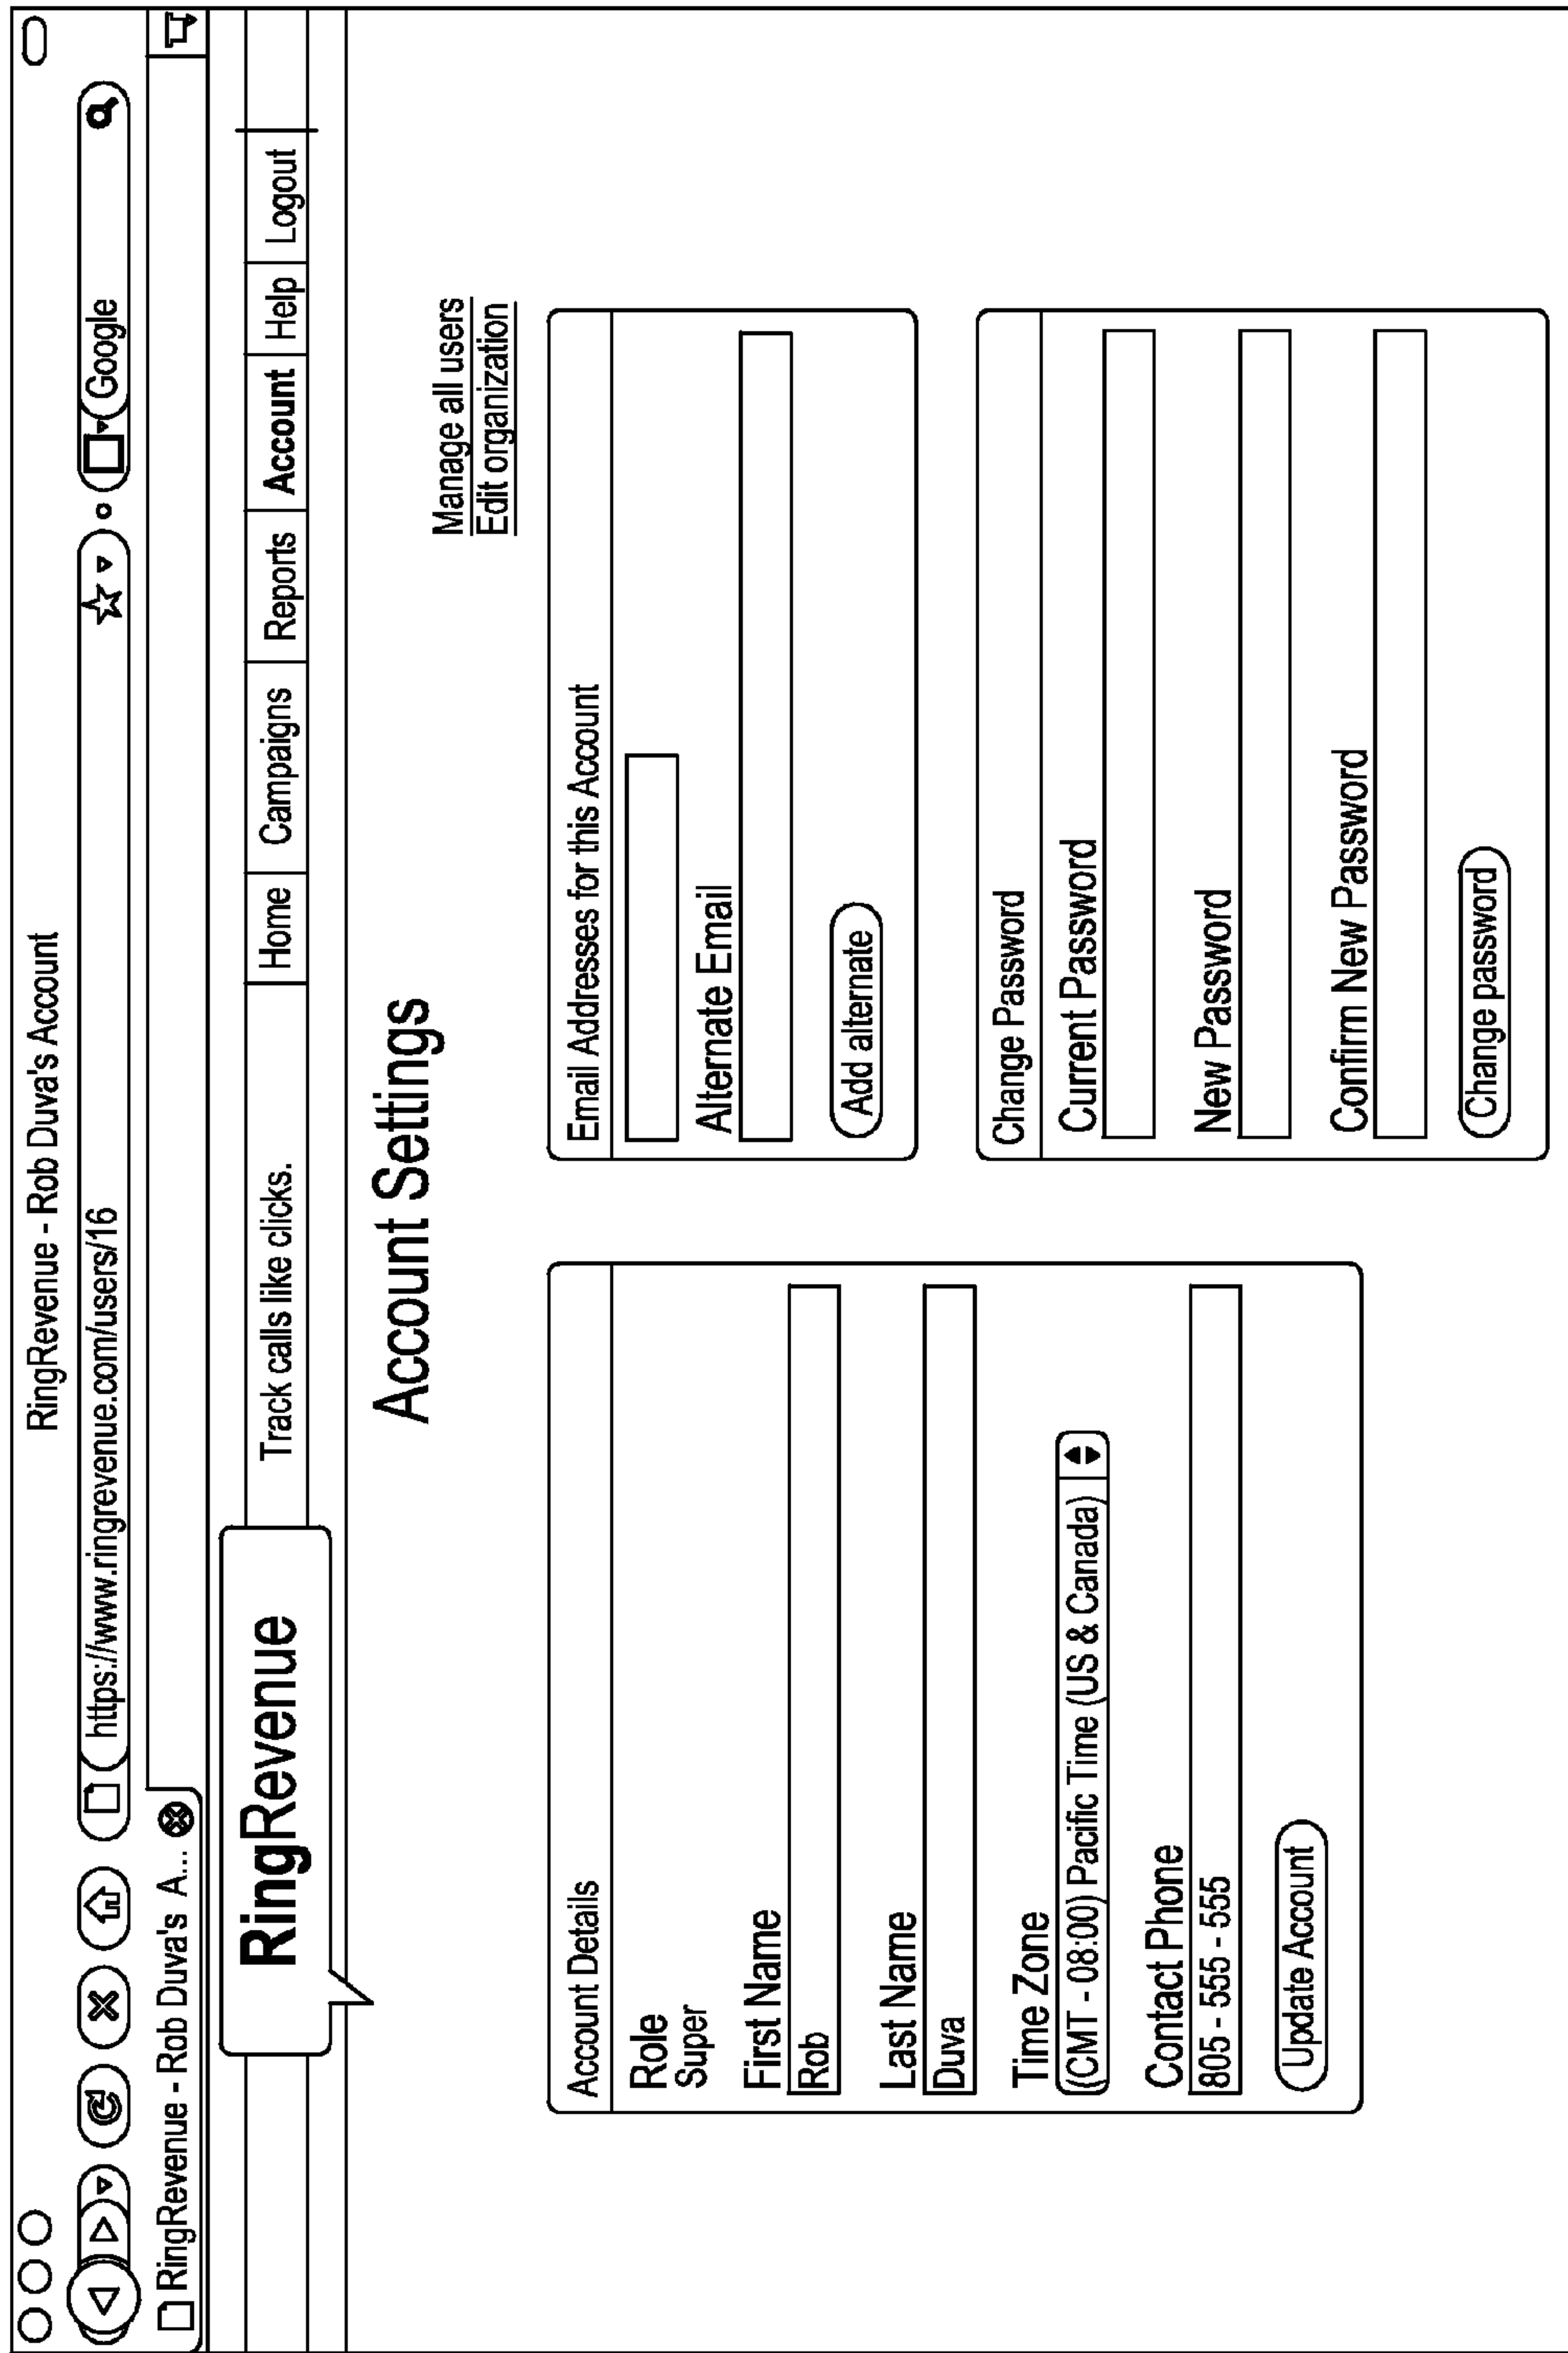 RingRevenue - Rob Duva's Account
https://www.ringrevenue.com/users/16
Google
RingRevenue - Rob Duva's A...
RingRevenue
Track calls like clicks.
Home Campaigns Reports Account Help Logout
Account Settings
Manage all users
Edit organization
Account Details
Role
Super
First Name
Rob
Last Name
Duva
Time Zone
(CMT - 08:00) Pacific Time (US & Canada)
Contact Phone
805 - 555 - 555
Update Account
Email Addresses for this Account
Alternate Email
Add alternate
Change Password
Current Password
New Password
Confirm New Password
Change password